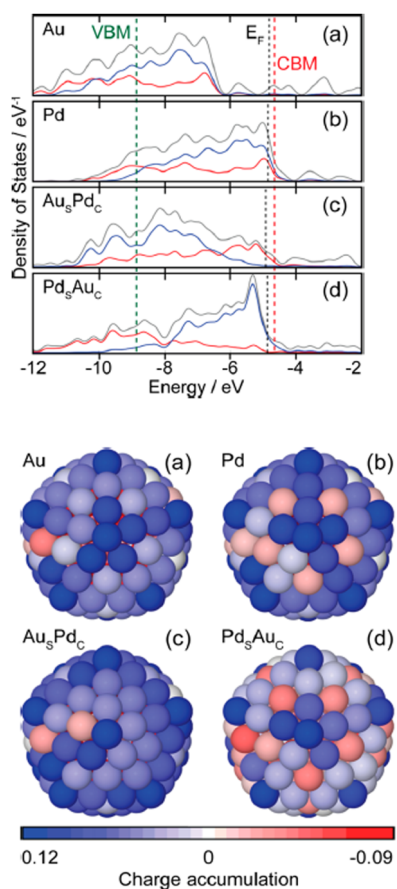 Au VBM E_F (a)
CBM
Pd (b)
Au_SPd_C (c)
Pd_SAu_C (d)
Density of States / eV⁻¹
-12 -10 -8 -6 -4 -2
Energy / eV
Au (a) Pd (b)
Au_SPd_C (c) Pd_SAu_C (d)
0.12 0 -0.09
Charge accumulation